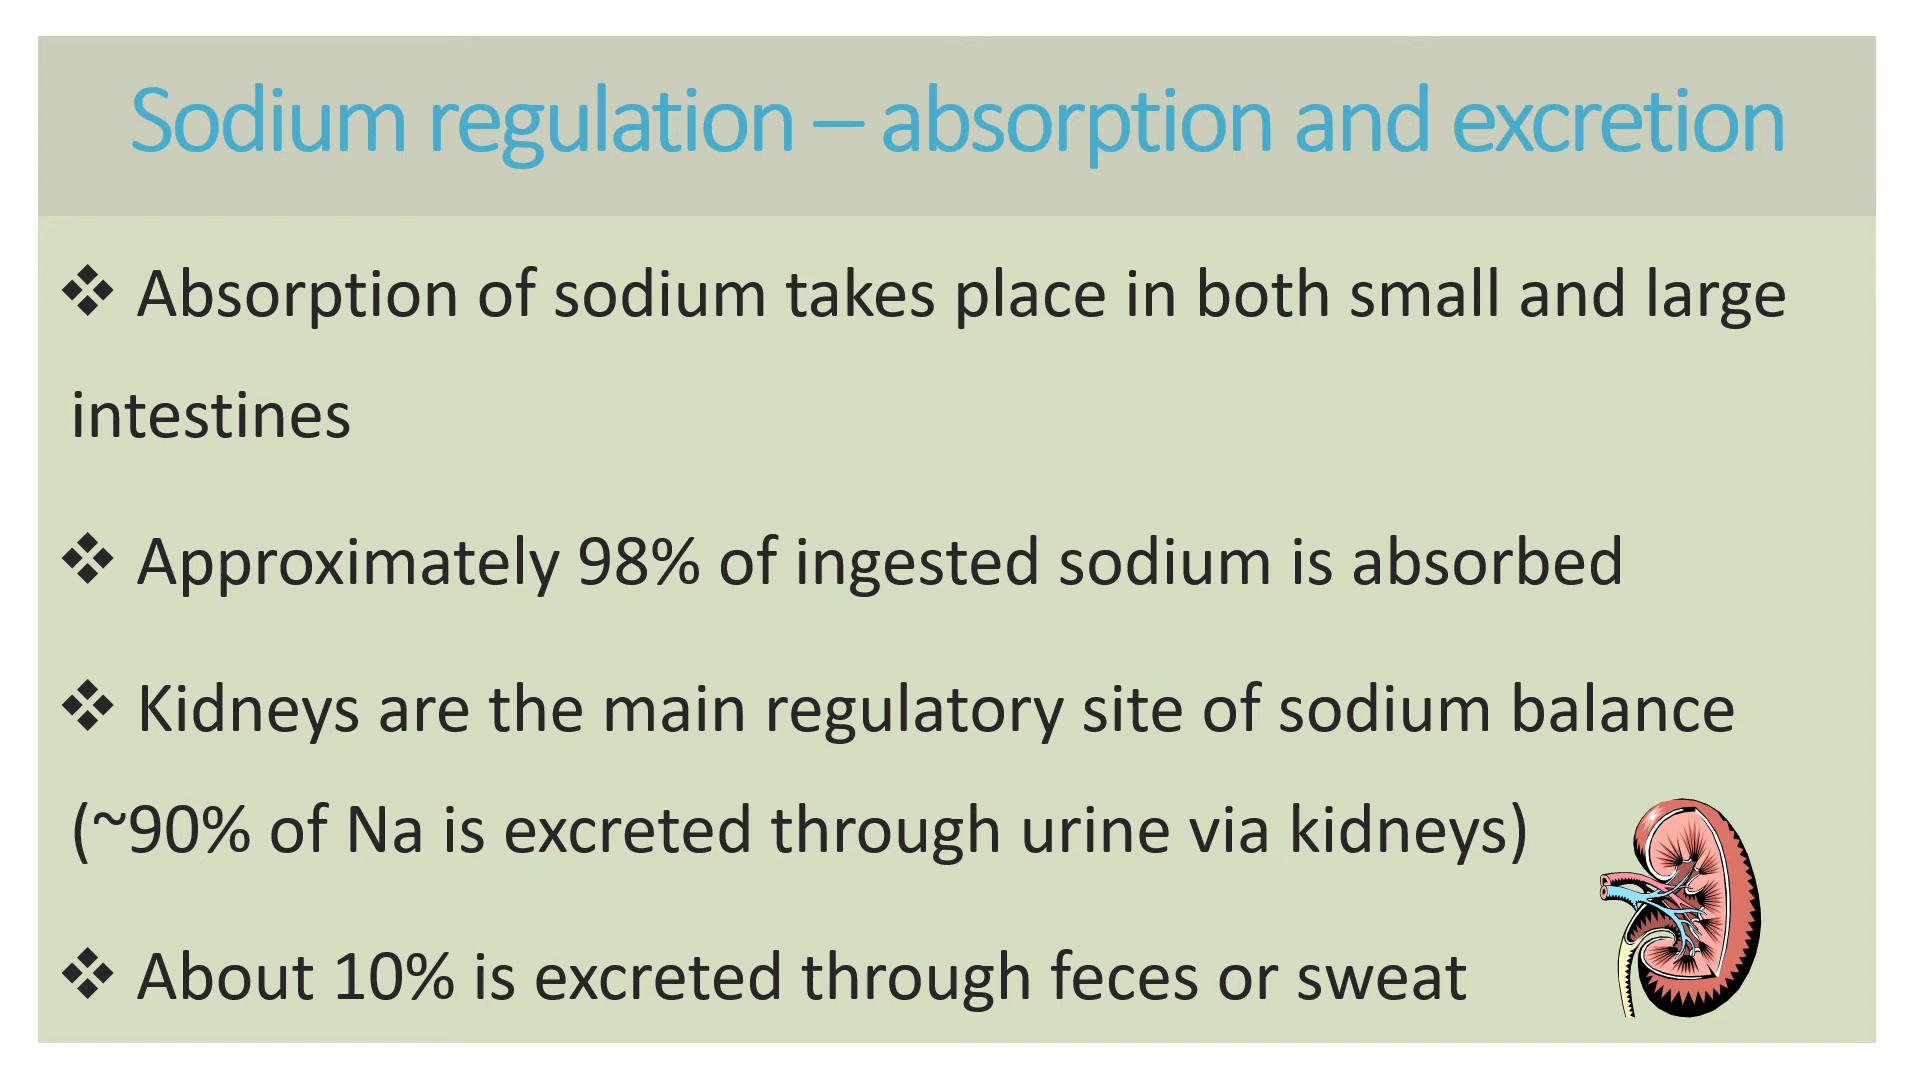 Sodium regulation – absorption and excretion
❖ Absorption of sodium takes place in both small and large
intestines
❖ Approximately 98% of ingested sodium is absorbed
❖ Kidneys are the main regulatory site of sodium balance
(~90% of Na is excreted through urine via kidneys)
❖ About 10% is excreted through feces or sweat